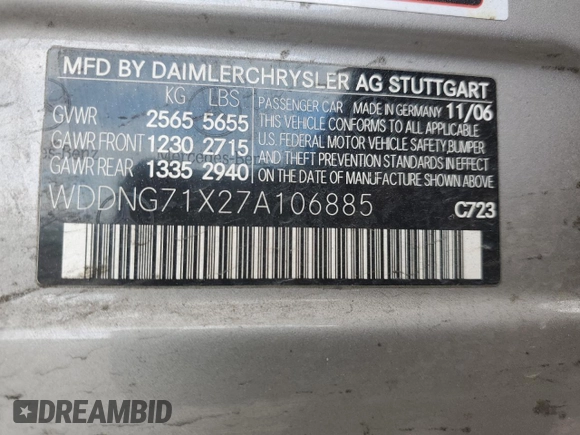 MFD BY DAIMLERCHRYSLER AG STUTTGART
KG LBS
GVWR 2565 5655
GAWR FRONT 1230 2715
GAWR REAR 1335 2940
PASSENGER CAR MADE IN GERMANY 11/06
THIS VEHICLE CONFORMS TO ALL APPLICABLE
U.S. FEDERAL MOTOR VEHICLE SAFETY, BUMPER
AND THEFT PREVENTION STANDARDS IN EFFECT
ON THE DATE OF MANUFACTURE SHOWN ABOVE.
WDDNG71X27A106885 C723
DREAMBID